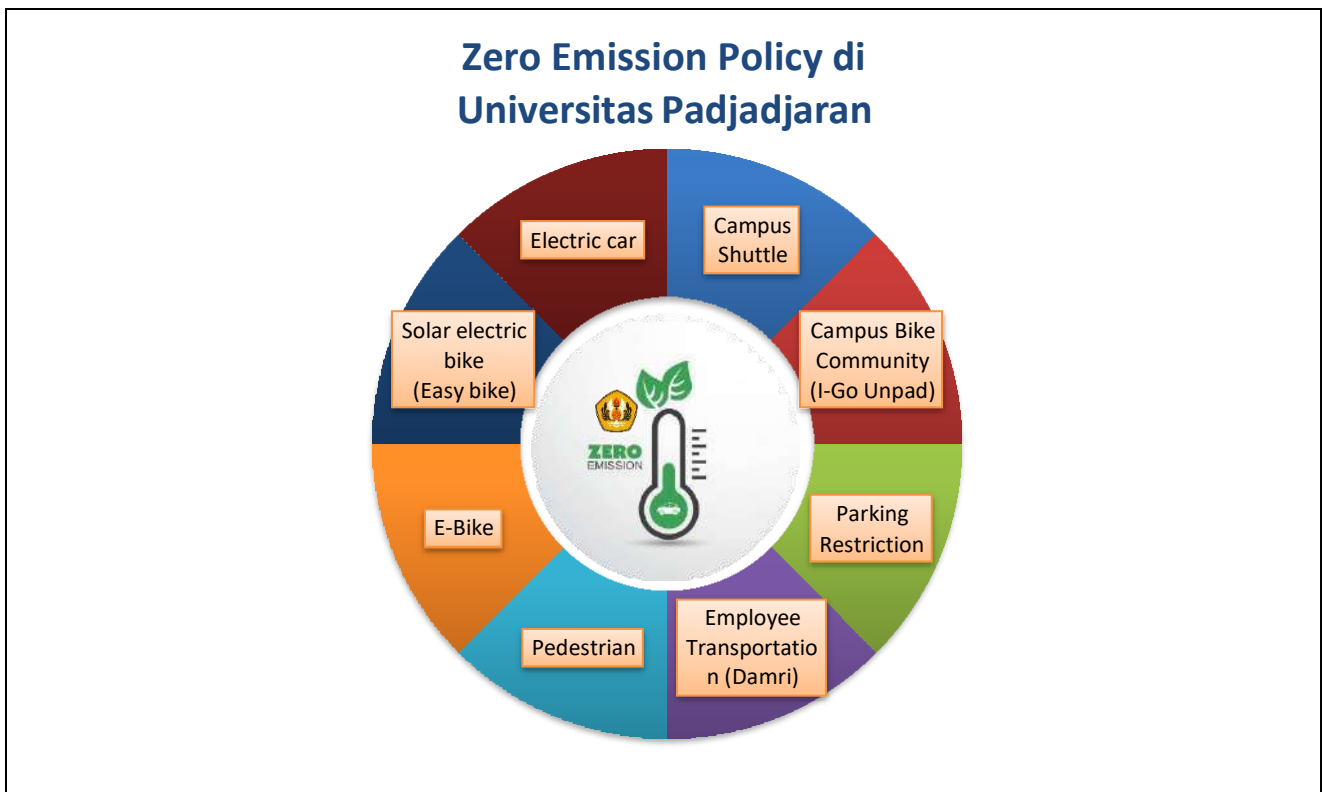 Zero Emission Policy di
Universitas Padjadjaran
Electric car
Campus
Shuttle
Solar electric
bike
(Easy bike)
Campus Bike
Community
(I-Go Unpad)
ZERO
EMISSION
E-Bike
Parking
Restriction
Pedestrian
Employee
Transportatio
n (Damri)